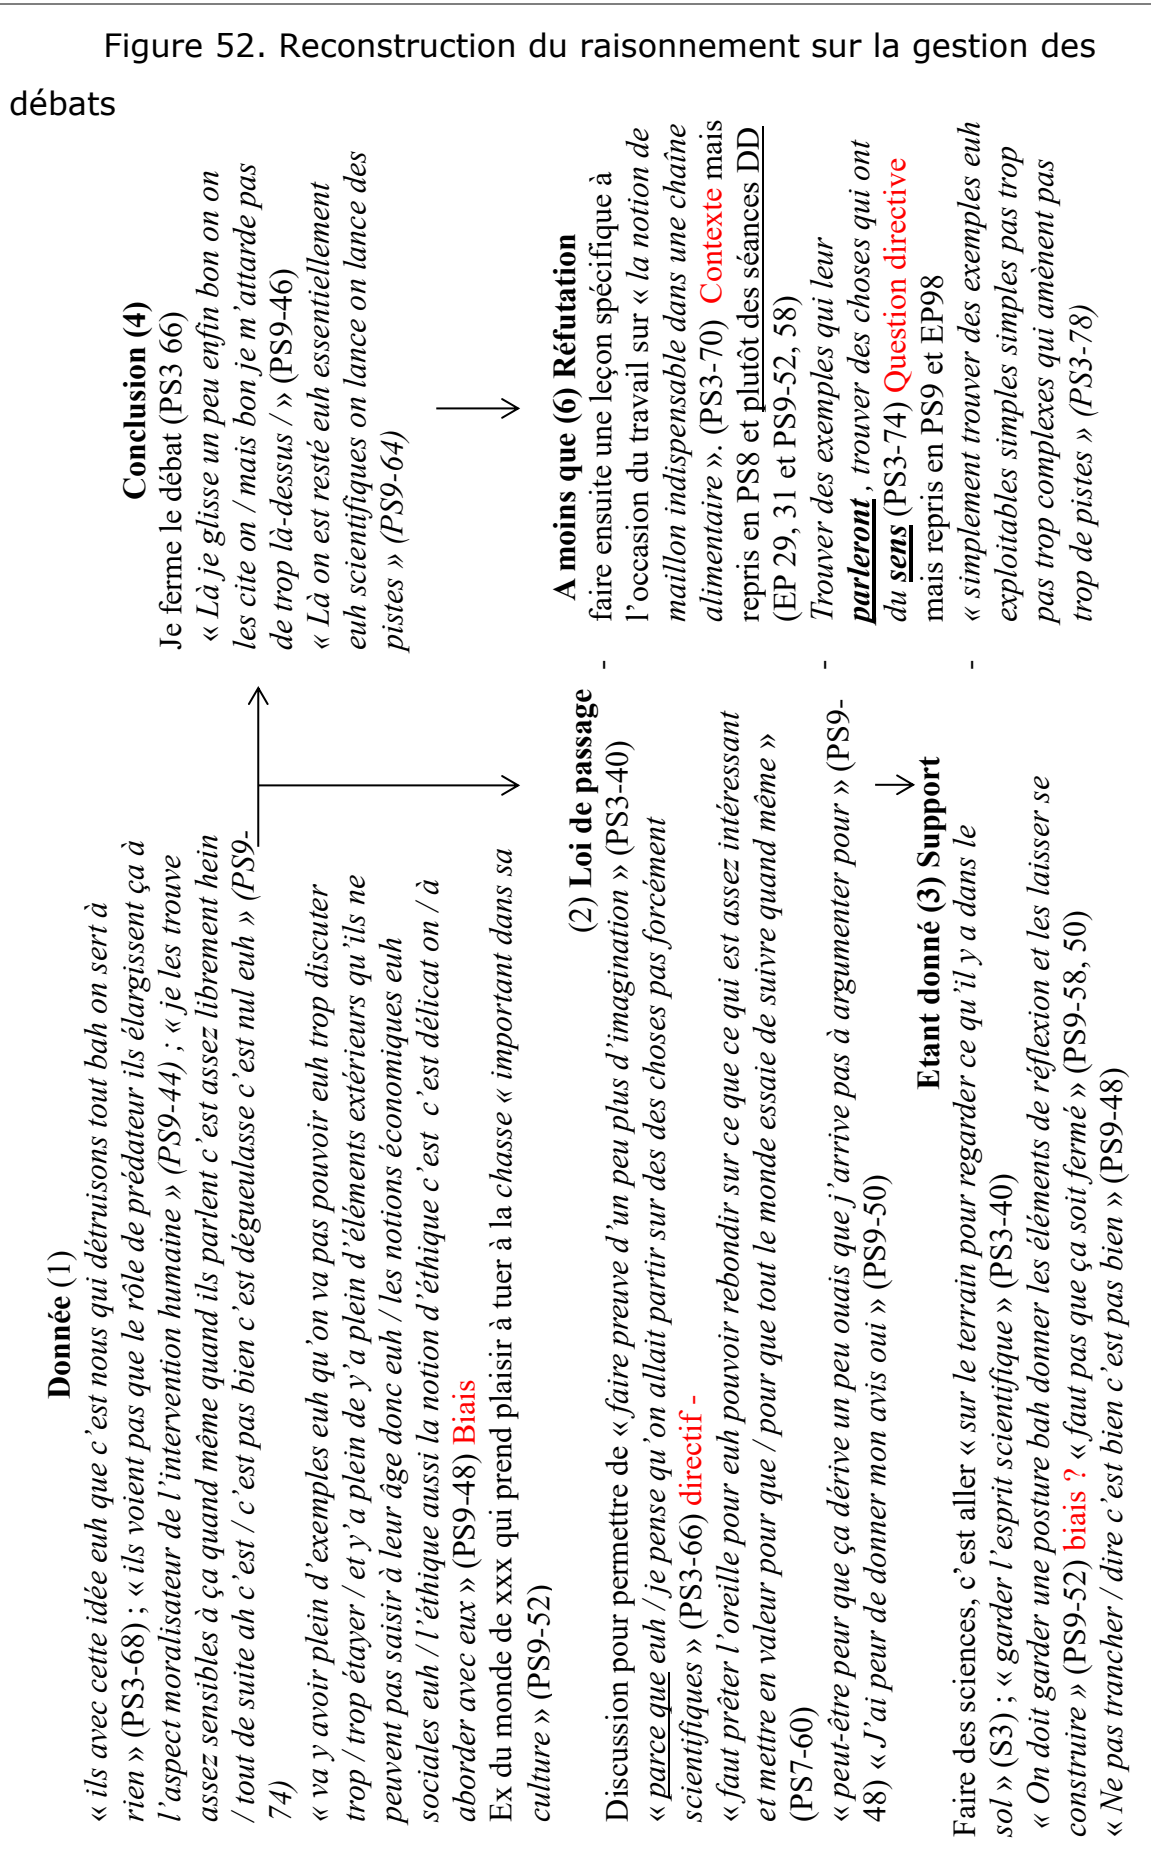 Figure 52. Reconstruction du raisonnement sur la gestion des
débats
Donnée (1)
« ils avec cette idée euh que c’est nous qui détruisons tout bah on sert à
rien » (PS3-68) ; « ils voient pas que le rôle de prédateur ils élargissent ça à
l’aspect moralisateur de l’intervention humaine » (PS9-44) ; « je les trouve
assez sensibles à ça quand même quand ils parlent c’est assez librement hein
/ tout de suite ah c’est / c’est pas bien c’est dégueulasse c’est nul euh » (PS9-
74)
« va y avoir plein d’exemples euh qu’on va pas pouvoir euh trop discuter
trop / trop étayer / et y’a plein de y’a plein d’éléments extérieurs qu’ils ne
peuvent pas saisir à leur âge donc euh / les notions économiques euh
sociales euh / l’éthique aussi la notion d’éthique c’est  c’est délicat on / à
aborder avec eux » (PS9-48) Biais
Ex du monde de xxx qui prend plaisir à tuer à la chasse « important dans sa
culture » (PS9-52)
Conclusion (4)
Je ferme le débat (PS3 66)
« Là je glisse un peu enfin bon on on
les cite on / mais bon je m’attarde pas
de trop là-dessus / » (PS9-46)
« Là on est resté euh essentiellement
euh scientifiques on lance on lance des
pistes » (PS9-64)
(2) Loi de passage
Discussion pour permettre de « faire preuve d’un peu plus d’imagination » (PS3-40)
« parce que euh / je pense qu’on allait partir sur des des choses pas forcément
scientifiques » (PS3-66) directif -
« faut prêter l’oreille pour euh pouvoir rebondir sur ce que ce qui est assez intéressant
et mettre en valeur pour que / pour que tout le monde essaie de suivre quand même »
(PS7-60)
« peut-être peur que ça dérive un peu ouais que j’arrive pas à argumenter pour » (PS9-
48) « J’ai peur de donner mon avis oui » (PS9-50)
A moins que (6) Réfutation
- faire ensuite une leçon spécifique à
l’occasion du travail sur « la notion de
maillon indispensable dans une chaîne
alimentaire ». (PS3-70) Contexte mais
repris en PS8 et plutôt des séances DD
(EP 29, 31 et PS9-52, 58)
- Trouver des exemples qui leur
parleront , trouver des choses qui ont
du sens (PS3-74) Question directive
mais repris en PS9 et EP98
- « simplement trouver des exemples euh
exploitables simples simples pas trop
pas trop complexes qui amènent pas
trop de pistes » (PS3-78)
Etant donné (3) Support
Faire des sciences, c’est aller « sur le terrain pour regarder ce qu’il y a dans le
sol » (S3) ; « garder l’esprit scientifique » (PS3-40)
« On doit garder une posture bah donner les éléments de réflexion et les laisser se
construire » (PS9-52) biais ? « faut pas que ça soit fermé » (PS9-58, 50)
« Ne pas trancher / dire c’est bien c’est pas bien » (PS9-48)